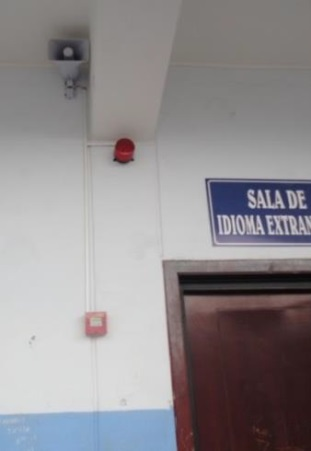 SALA DE
IDIOMA EXTRAN